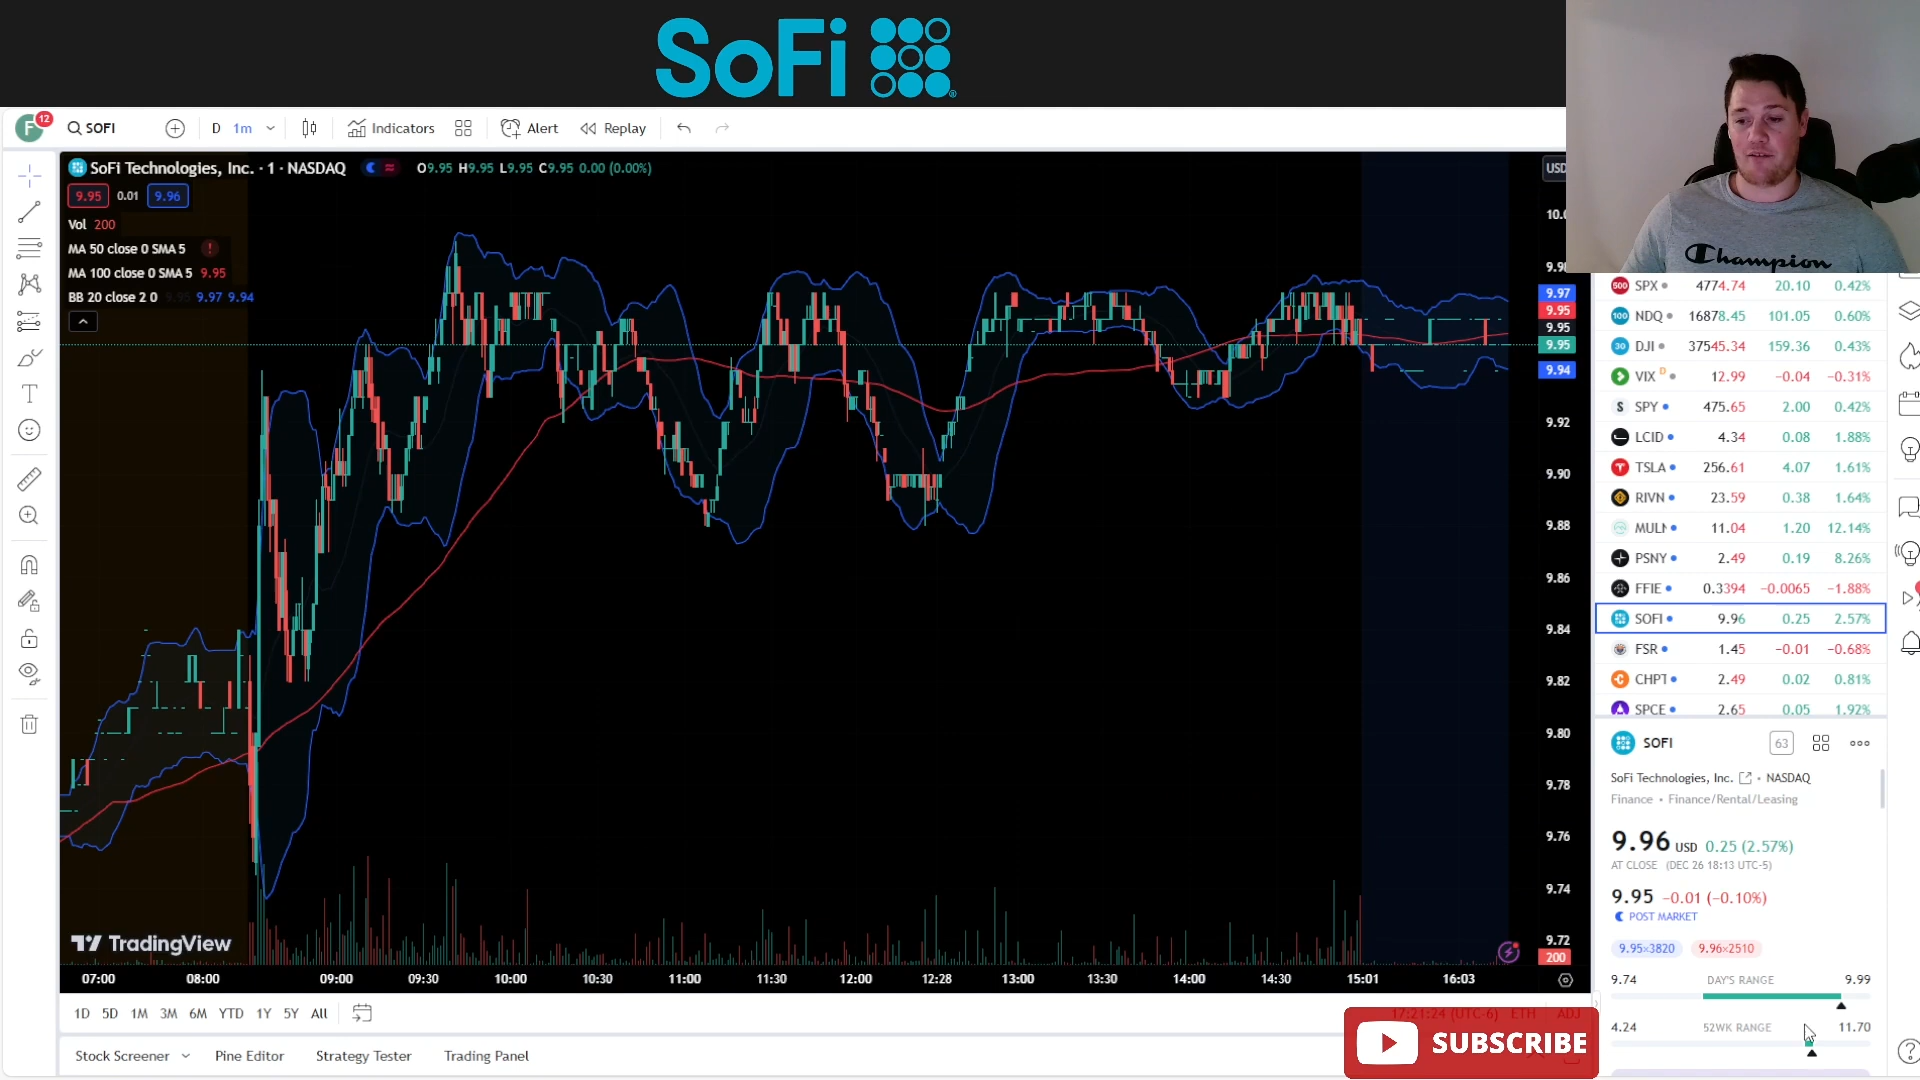 SoFi
F 12
SOFI
D 1m
Indicators
Alert
Replay
SoFi Technologies, Inc. · 1 · NASDAQ
O9.95 H9.95 L9.95 C9.95 0.00 (0.00%)
9.95 0.01 9.96
Vol 200
MA 50 close 0 SMA 5
MA 100 close 0 SMA 5 9.95
BB 20 close 2 0 9.95 9.97 9.94
USD
9.97
9.95
9.95
9.95
9.94
9.92
9.90
9.88
9.86
9.84
9.82
9.80
9.78
9.76
9.74
9.72
200
TradingView
07:00 08:00 09:00 09:30 10:00 10:30 11:00 11:30 12:00 12:28 13:00 13:30 14:00 14:30 15:01 16:03
1D 5D 1M 3M 6M YTD 1Y 5Y All
17:21:24 (UTC-6) ETH ADJ
Stock Screener Pine Editor Strategy Tester Trading Panel
SUBSCRIBE
Champion
500 SPX 4774.74 20.10 0.42%
100 NDQ 16878.45 101.05 0.60%
30 DJI 37545.34 159.36 0.43%
VIX D 12.99 −0.04 −0.31%
S SPY 475.65 2.00 0.42%
LCID 4.34 0.08 1.88%
TSLA 256.61 4.07 1.61%
RIVN 23.59 0.38 1.64%
MULN 11.04 1.20 12.14%
PSNY 2.49 0.19 8.26%
FFIE 0.3394 −0.0065 −1.88%
SOFI 9.96 0.25 2.57%
FSR 1.45 −0.01 −0.68%
CHPT 2.49 0.02 0.81%
SPCE 2.65 0.05 1.92%
SOFI 63
SoFi Technologies, Inc. • NASDAQ
Finance • Finance/Rental/Leasing
9.96 USD 0.25 (2.57%)
AT CLOSE (DEC 26 18:13 UTC-5)
9.95 −0.01 (−0.10%)
POST MARKET
9.95×3820 9.96×2510
9.74 DAY'S RANGE 9.99
4.24 52WK RANGE 11.70